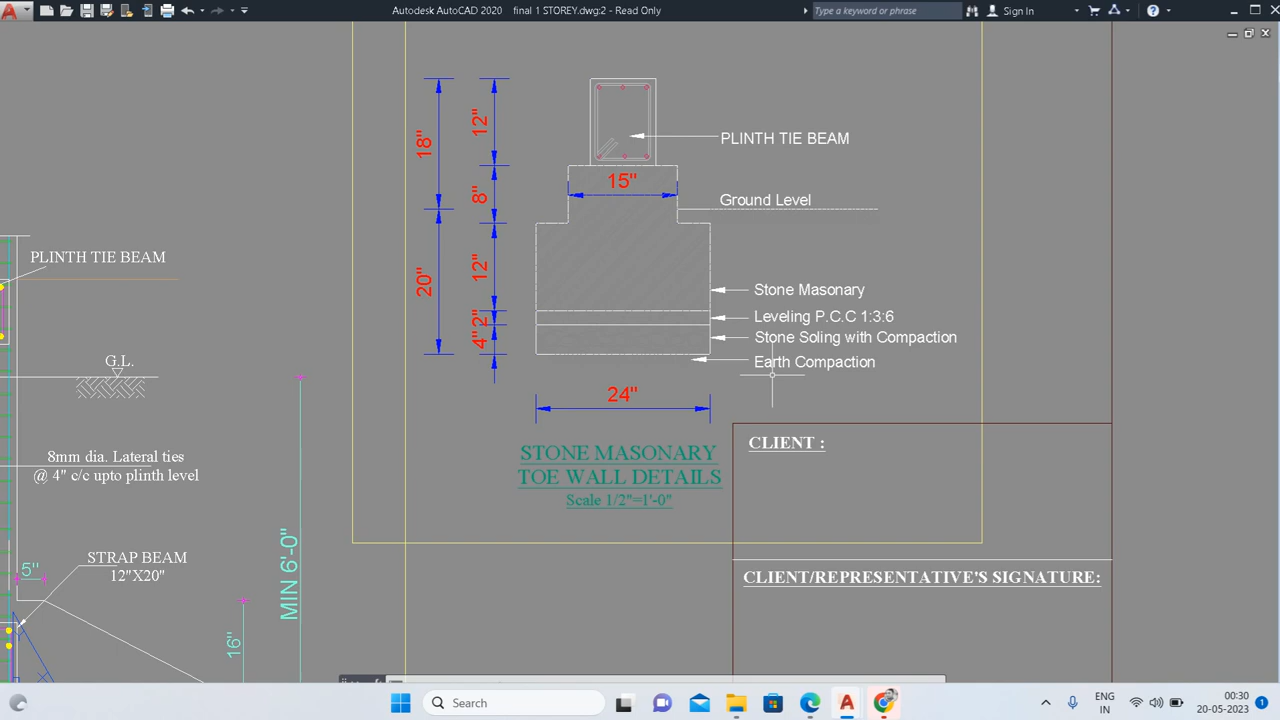 Autodesk AutoCAD 2020 final 1 STOREY.dwg:2 - Read Only
Type a keyword or phrase
Sign In
18"
12"
PLINTH TIE BEAM
15"
8"
Ground Level
20"
12"
Stone Masonary
2"
Leveling P.C.C 1:3:6
4"
Stone Soling with Compaction
Earth Compaction
24"
STONE MASONARY
TOE WALL DETAILS
Scale 1/2"=1'-0"
PLINTH TIE BEAM
G.L.
8mm dia. Lateral ties
@ 4" c/c upto plinth level
STRAP BEAM
12"X20"
5"
MIN 6'-0"
16"
CLIENT :
CLIENT/REPRESENTATIVE'S SIGNATURE:
Search
ENG
IN
00:30
20-05-2023
1